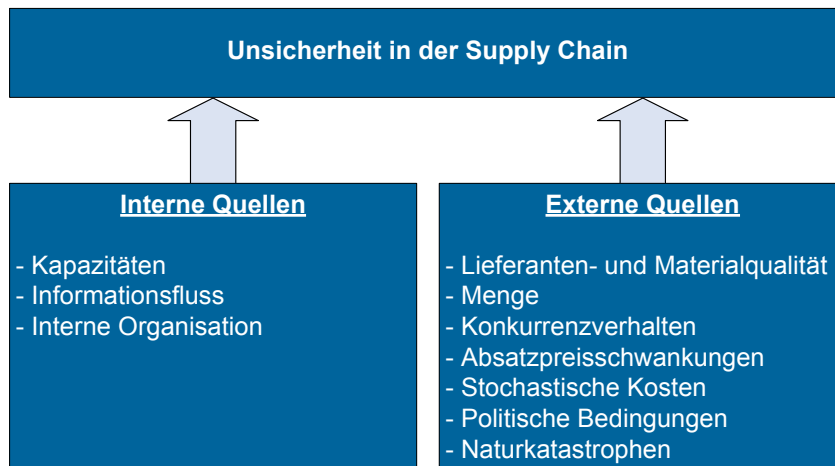 Unsicherheit in der Supply Chain
Interne Quellen
- Kapazitäten
- Informationsfluss
- Interne Organisation
Externe Quellen
- Lieferanten- und Materialqualität
- Menge
- Konkurrenzverhalten
- Absatzpreisschwankungen
- Stochastische Kosten
- Politische Bedingungen
- Naturkatastrophen